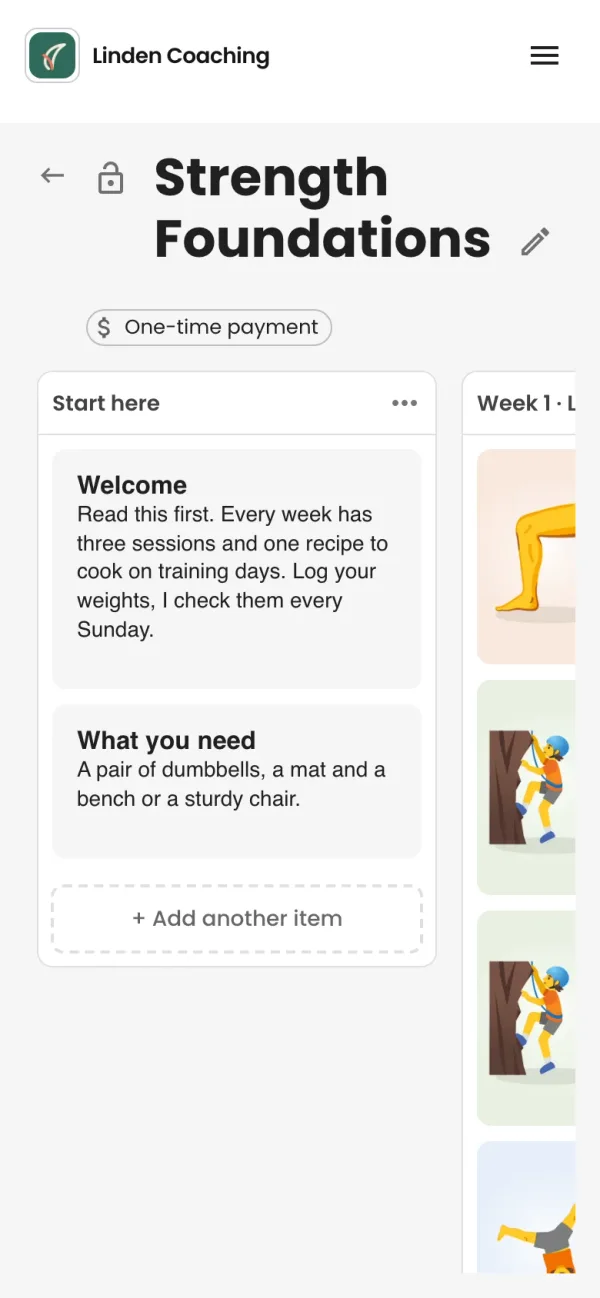 Linden Coaching
Strength
Foundations
$ One-time payment
Start here
Welcome
Read this first. Every week has
three sessions and one recipe to
cook on training days. Log your
weights, I check them every
Sunday.
What you need
A pair of dumbbells, a mat and a
bench or a sturdy chair.
+ Add another item
Week 1 · L